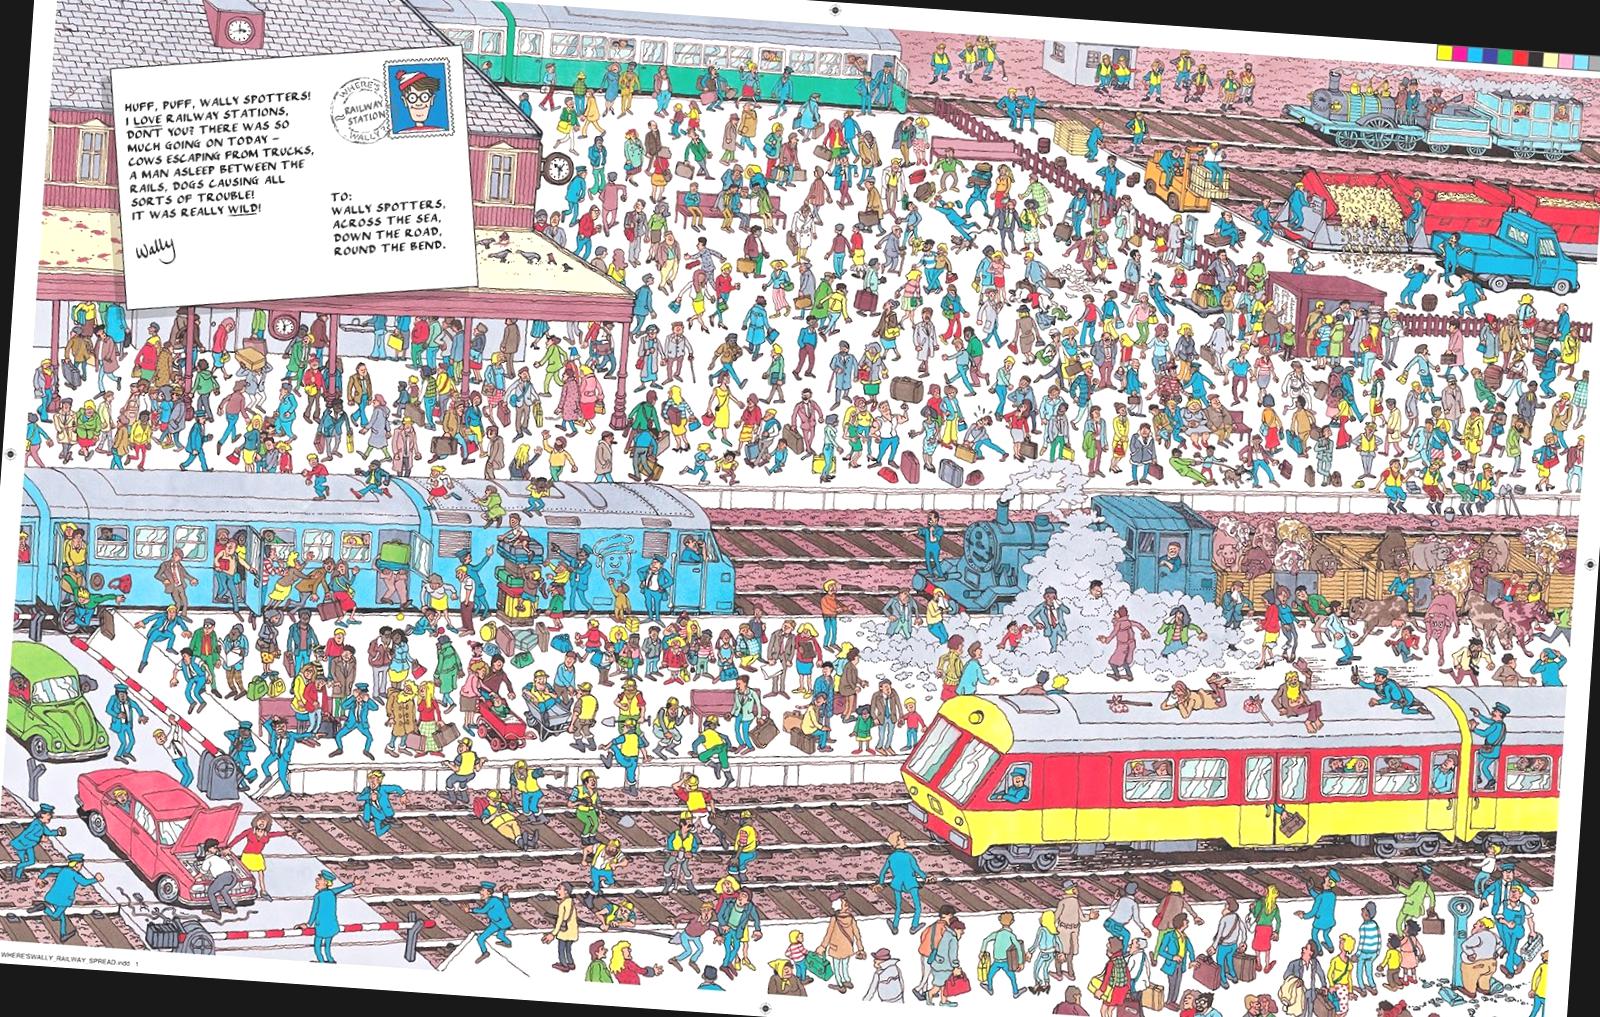 HUFF, PUFF, WALLY SPOTTERS!
I LOVE RAILWAY STATIONS,
DON'T YOU? THERE WAS SO
MUCH GOING ON TODAY –
COWS ESCAPING FROM TRUCKS,
A MAN ASLEEP BETWEEN THE
RAILS, DOGS CAUSING ALL
SORTS OF TROUBLE!
IT WAS REALLY WILD!
Wally
WHERE'S
RAILWAY
STATION
WALLY?
TO:
WALLY SPOTTERS,
ACROSS THE SEA,
DOWN THE ROAD,
ROUND THE BEND.
WHERE'SWALLY_RAILWAY_SPREAD.indd 1